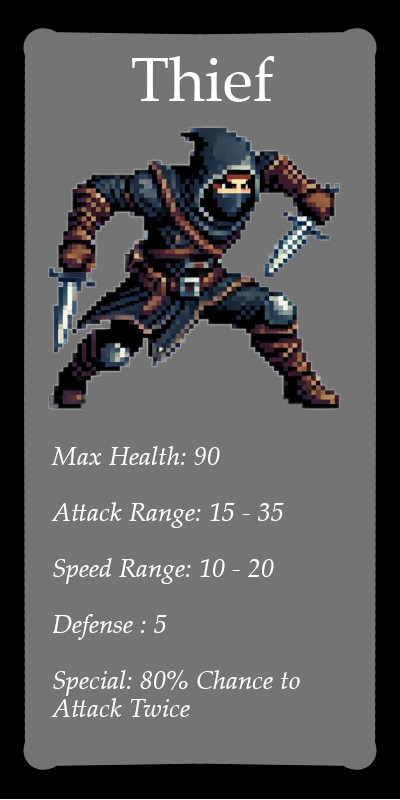 Thief
Max Health: 90
Attack Range: 15 - 35
Speed Range: 10 - 20
Defense : 5
Special: 80% Chance to
Attack Twice